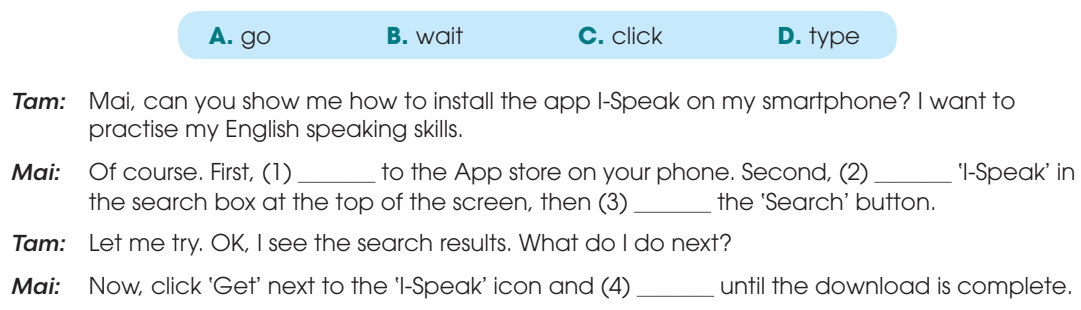 A. go B. wait C. click D. type
Tam: Mai, can you show me how to install the app I-Speak on my smartphone? I want to
practise my English speaking skills.
Mai: Of course. First, (1) _______ to the App store on your phone. Second, (2) _______ ‘I-Speak’ in
the search box at the top of the screen, then (3) _______ the ‘Search’ button.
Tam: Let me try. OK, I see the search results. What do I do next?
Mai: Now, click ‘Get’ next to the ‘I-Speak’ icon and (4) _______ until the download is complete.